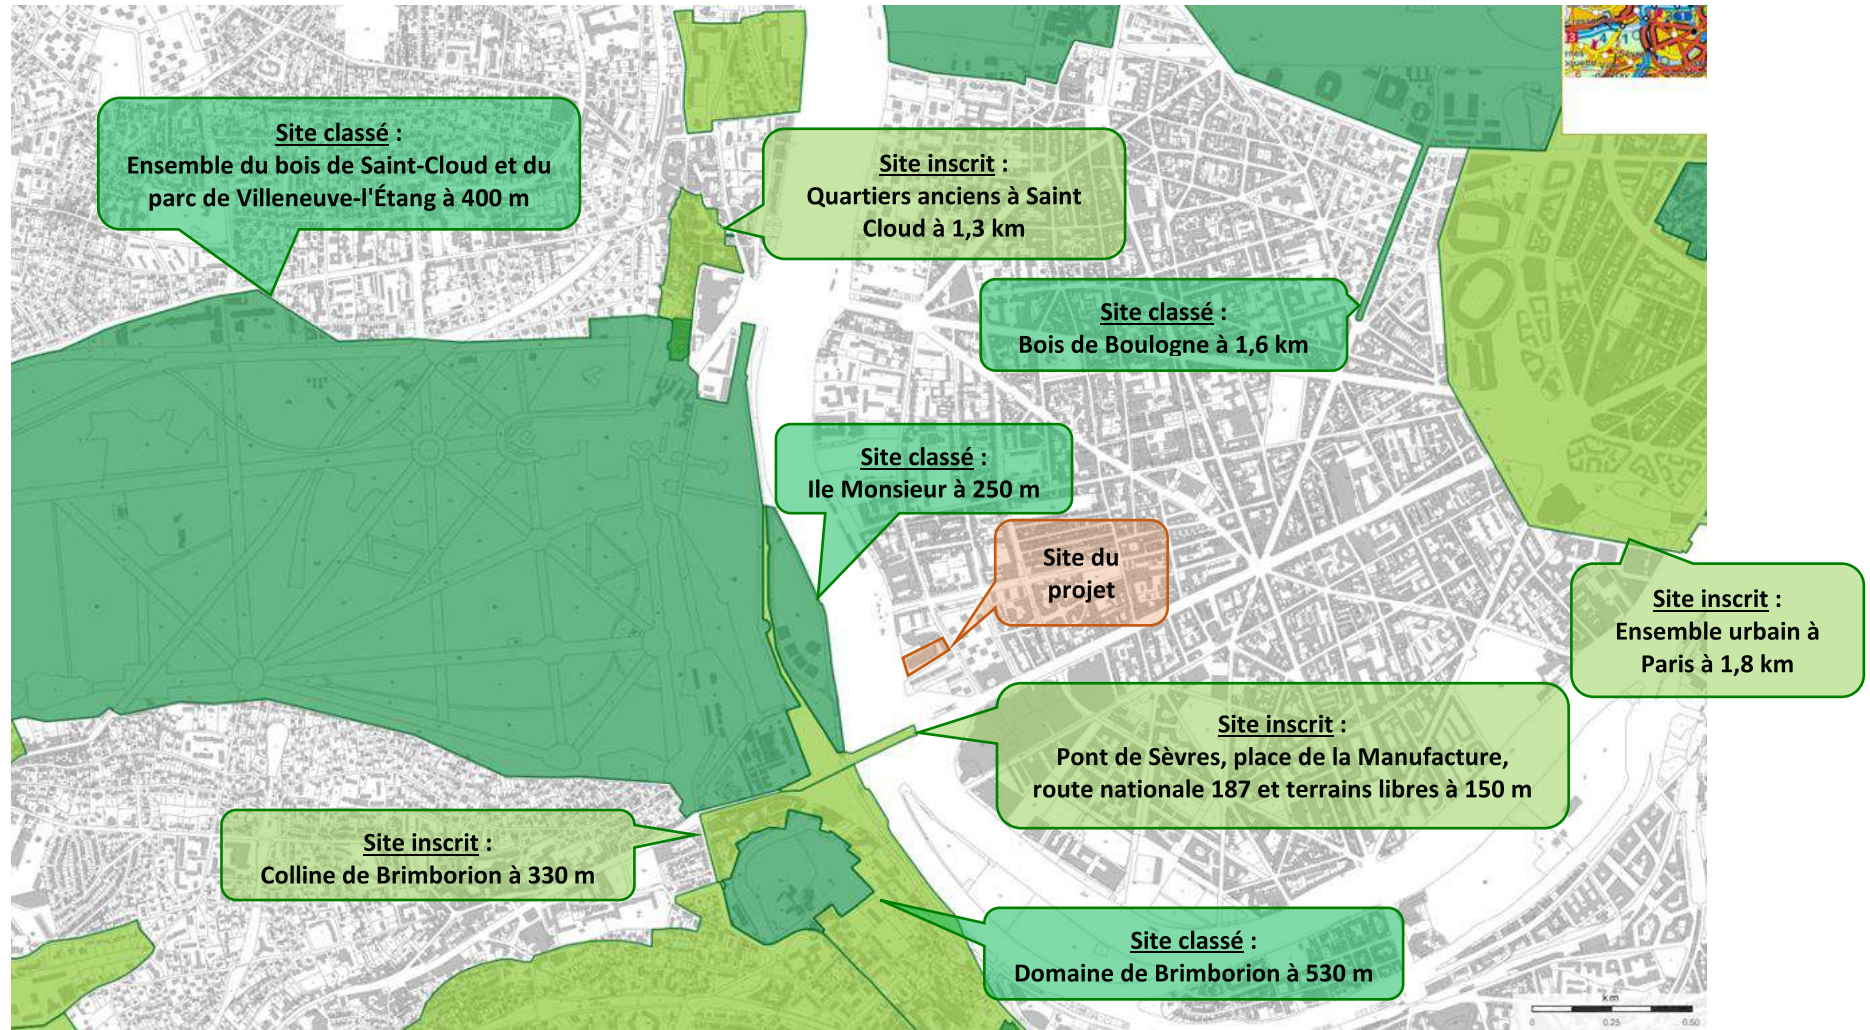 Site classé :
Ensemble du bois de Saint-Cloud et du
parc de Villeneuve-l'Étang à 400 m
Site inscrit :
Quartiers anciens à Saint
Cloud à 1,3 km
Site classé :
Bois de Boulogne à 1,6 km
Site classé :
Ile Monsieur à 250 m
Site du
projet
Site inscrit :
Ensemble urbain à
Paris à 1,8 km
Site inscrit :
Pont de Sèvres, place de la Manufacture,
route nationale 187 et terrains libres à 150 m
Site inscrit :
Colline de Brimborion à 330 m
Site classé :
Domaine de Brimborion à 530 m
km
0 0.25 0.50